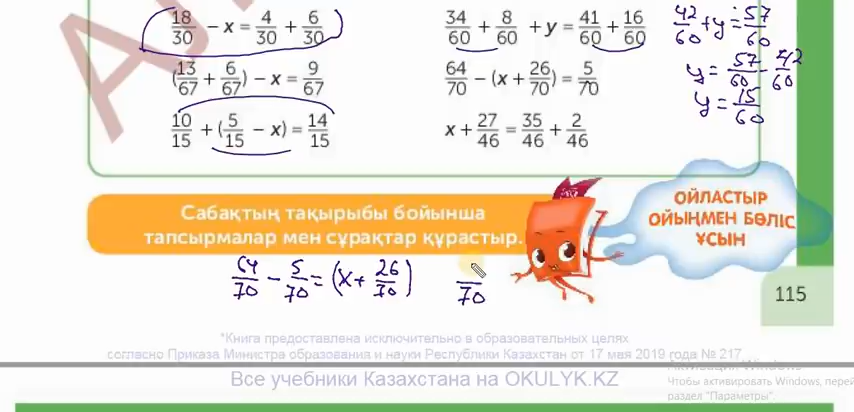 18/30 − x = 4/30 + 6/30
34/60 + 8/60 + y = 41/60 + 16/60
42/60 + y = 57/60
(13/67 + 6/67) − x = 9/67
64/70 − (x + 26/70) = 5/70
y = 57/60 − 42/60
y = 15/60
10/15 + (5/15 − x) = 14/15
x + 27/46 = 35/46 + 2/46
Сабақтың тақырыбы бойынша
тапсырмалар мен сұрақтар құрастыр.
ОЙЛАСТЫР
ОЙЫҢМЕН БӨЛІС
ҰСЫН
64/70 − 5/70 = (x + 26/70)
/70
115
*Книга предоставлена исключительно в образовательных целях
согласно Приказа Министра образования и науки Республики Казахстан от 17 мая 2019 года № 217
Все учебники Казахстана на OKULYK.KZ
Чтобы активировать Windows, перей
раздел "Параметры".